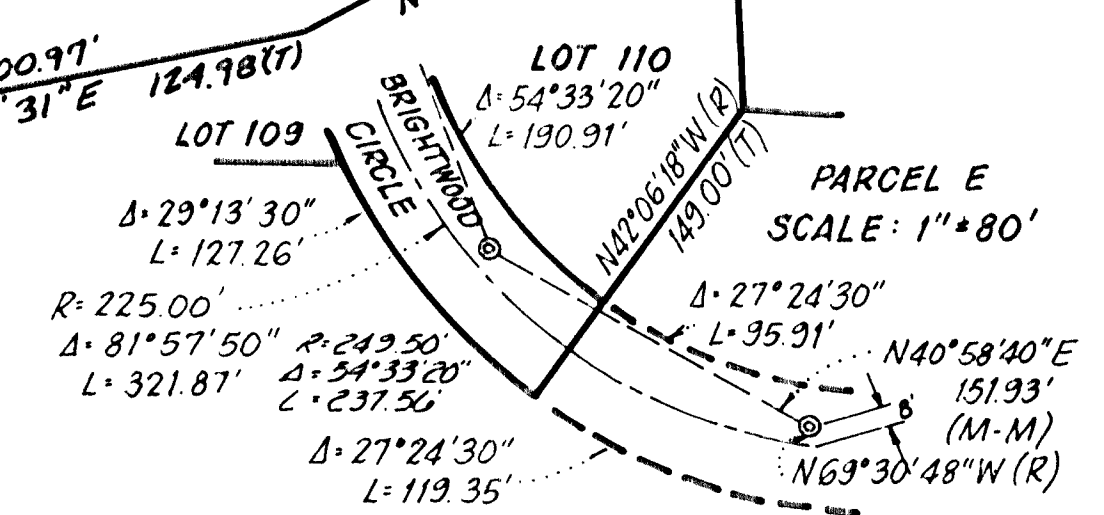 00.97'
'31"E
124.98'(T)
N
LOT 110
Δ=54°33'20"
L=190.91'
BRIGHTWOOD
CIRCLE
LOT 109
N42°06'18"W (R)
149.00'(T)
PARCEL E
SCALE: 1"=80'
Δ=29°13'30"
L=127.26'
R=225.00'
Δ=81°57'50"
L=321.87'
R=249.50'
Δ=54°33'20"
L=237.56'
Δ=27°24'30"
L=95.91'
N40°58'40"E
151.93'
(M-M)
8'
N69°30'48"W (R)
Δ=27°24'30"
L=119.35'